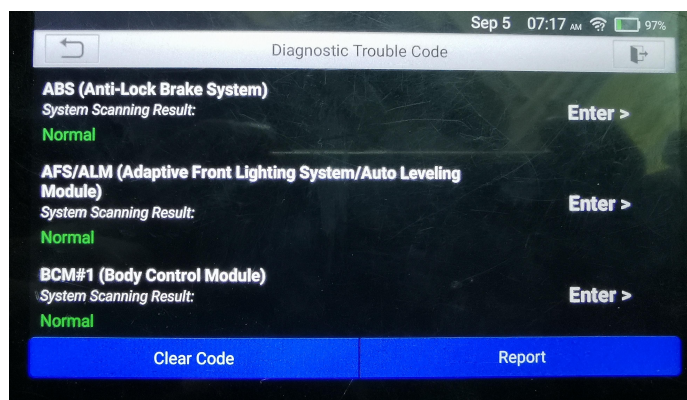 Sep 5 07:17 AM 97%
Diagnostic Trouble Code
ABS (Anti-Lock Brake System)
System Scanning Result:
Enter >
Normal
AFS/ALM (Adaptive Front Lighting System/Auto Leveling
Module)
System Scanning Result:
Enter >
Normal
BCM#1 (Body Control Module)
System Scanning Result:
Enter >
Normal
Clear Code
Report